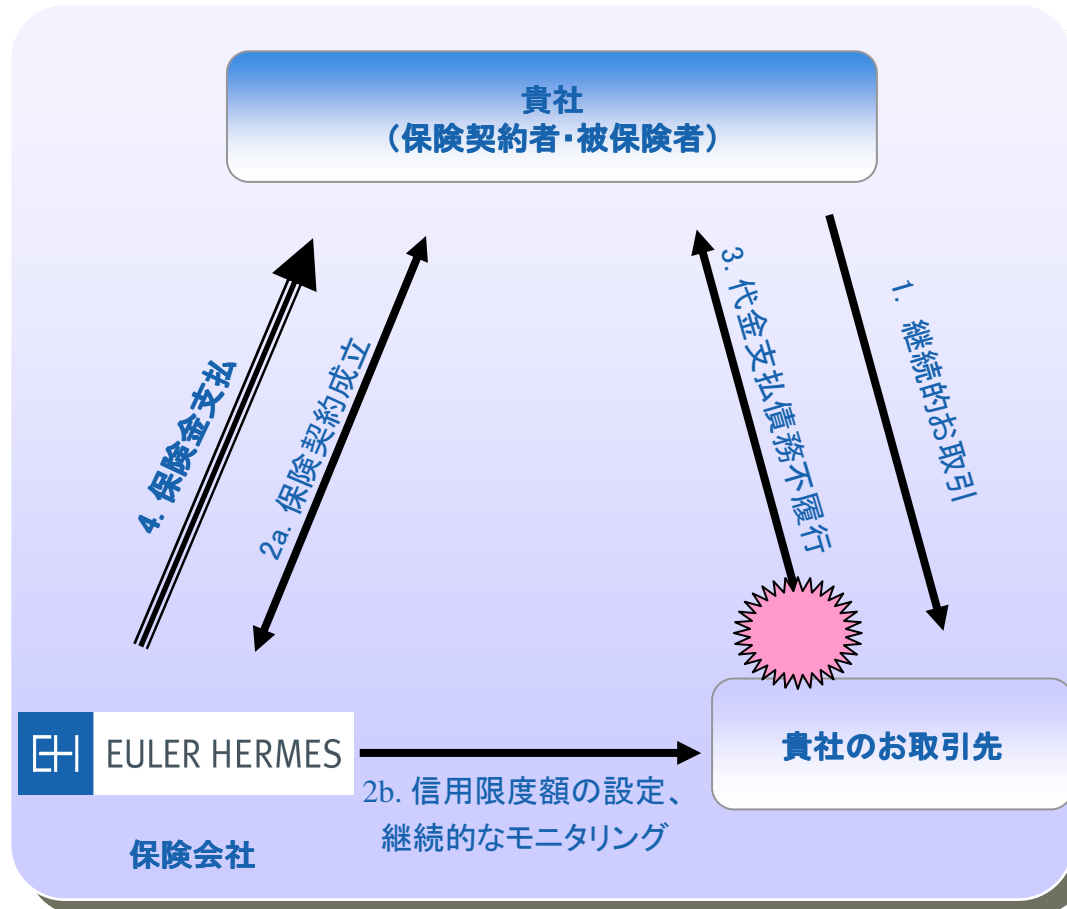 貴社
（保険契約者・被保険者）
1. 継続的お取引
2a. 保険契約成立
3. 代金支払債務不履行
4. 保険金支払
EH EULER HERMES
保険会社
2b. 信用限度額の設定、
継続的なモニタリング
貴社のお取引先